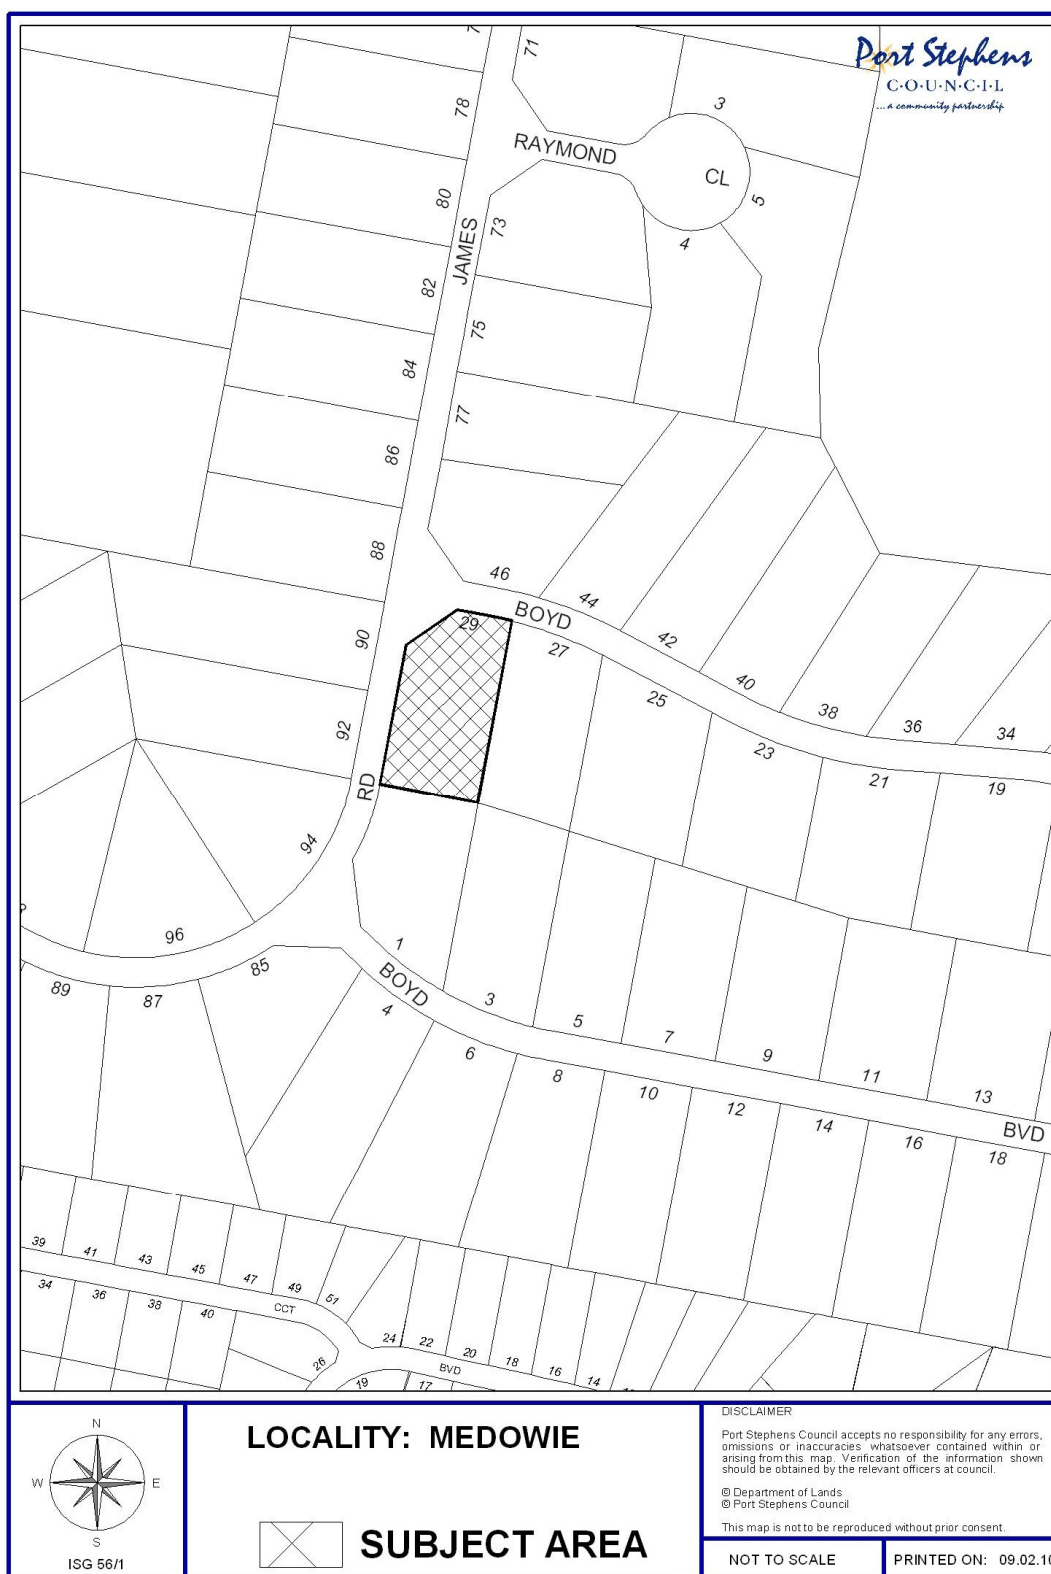 Port Stephens
C·O·U·N·C·I·L
...a community partnership
71
78
3
RAYMOND
CL
5
80
73
4
JAMES
82
75
84
77
86
88
46
44
BOYD
29
27
42
90
40
25
38
36
34
92
23
21
19
RD
94
96
1
85
89
87
BOYD
4
3
5
6
7
8
9
10
11
12
13
14
16
BVD
18
39
41
43
45
47
49
51
34
36
38
40
CCT
24
22
20
18
16
14
26
BVD
19
17
N
W E
S
ISG 56/1
LOCALITY: MEDOWIE
SUBJECT AREA
DISCLAIMER
Port Stephens Council accepts no responsibility for any errors,
omissions or inaccuracies whatsoever contained within or
arising from this map. Verification of the information shown
should be obtained by the relevant officers at council.
© Department of Lands
© Port Stephens Council
This map is not to be reproduced without prior consent.
NOT TO SCALE
PRINTED ON: 09.02.16